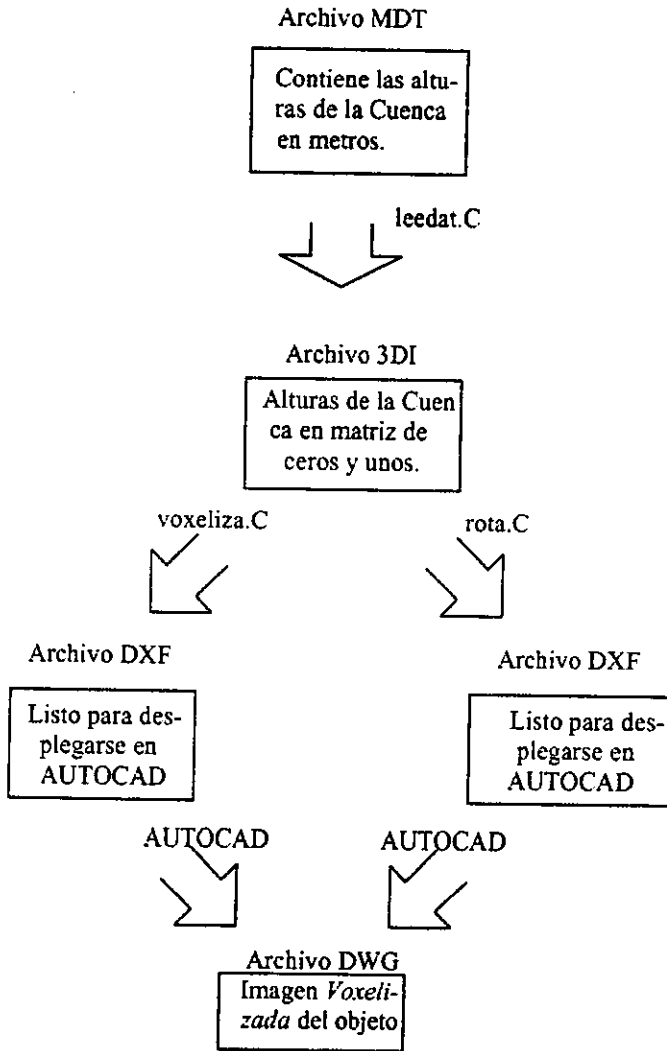 Archivo MDT
Contiene las altu-
ras de la Cuenca
en metros.
leedat.C
Archivo 3DI
Alturas de la Cuen
ca en matriz de
ceros y unos.
voxeliza.C
rota.C
Archivo DXF
Listo para des-
plegarse en
AUTOCAD
Archivo DXF
Listo para des-
plegarse en
AUTOCAD
AUTOCAD
AUTOCAD
Archivo DWG
Imagen Voxeli-
zada del objeto